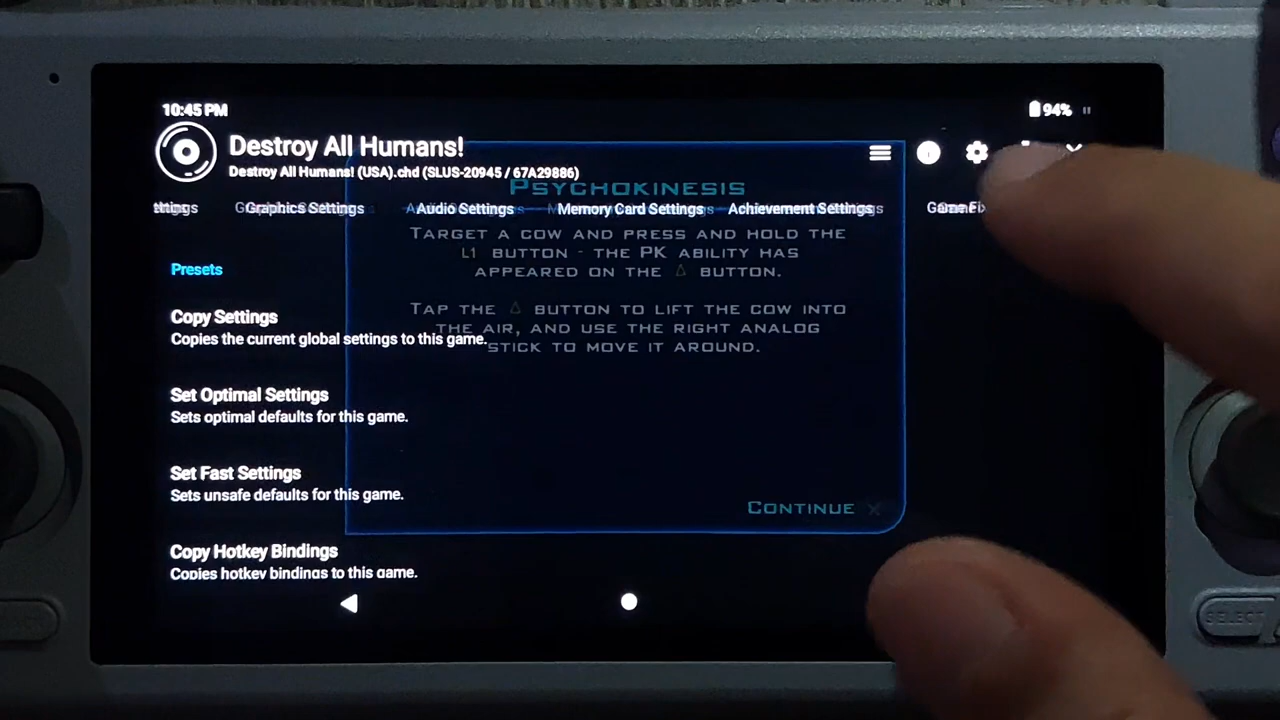 10:45 PM
94%
Destroy All Humans!
Destroy All Humans! (USA).chd (SLUS-20945 / 67A29886)
Graphics Settings Audio Settings Memory Card Settings Achievement Settings
PSYCHOKINESIS
TARGET A COW AND PRESS AND HOLD THE
L1 BUTTON - THE PK ABILITY HAS
APPEARED ON THE △ BUTTON.
TAP THE △ BUTTON TO LIFT THE COW INTO
THE AIR, AND USE THE RIGHT ANALOG
STICK TO MOVE IT AROUND.
CONTINUE
Presets
Copy Settings
Copies the current global settings to this game.
Set Optimal Settings
Sets optimal defaults for this game.
Set Fast Settings
Sets unsafe defaults for this game.
Copy Hotkey Bindings
Copies hotkey bindings to this game.
SELECT